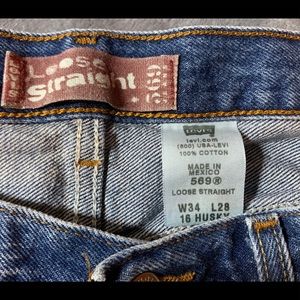 Loose
Straight
569
levi.com
(800) USA-LEVI
100% COTTON
MADE IN
MEXICO
569®
LOOSE STRAIGHT
W34 L28
16 HUSKY